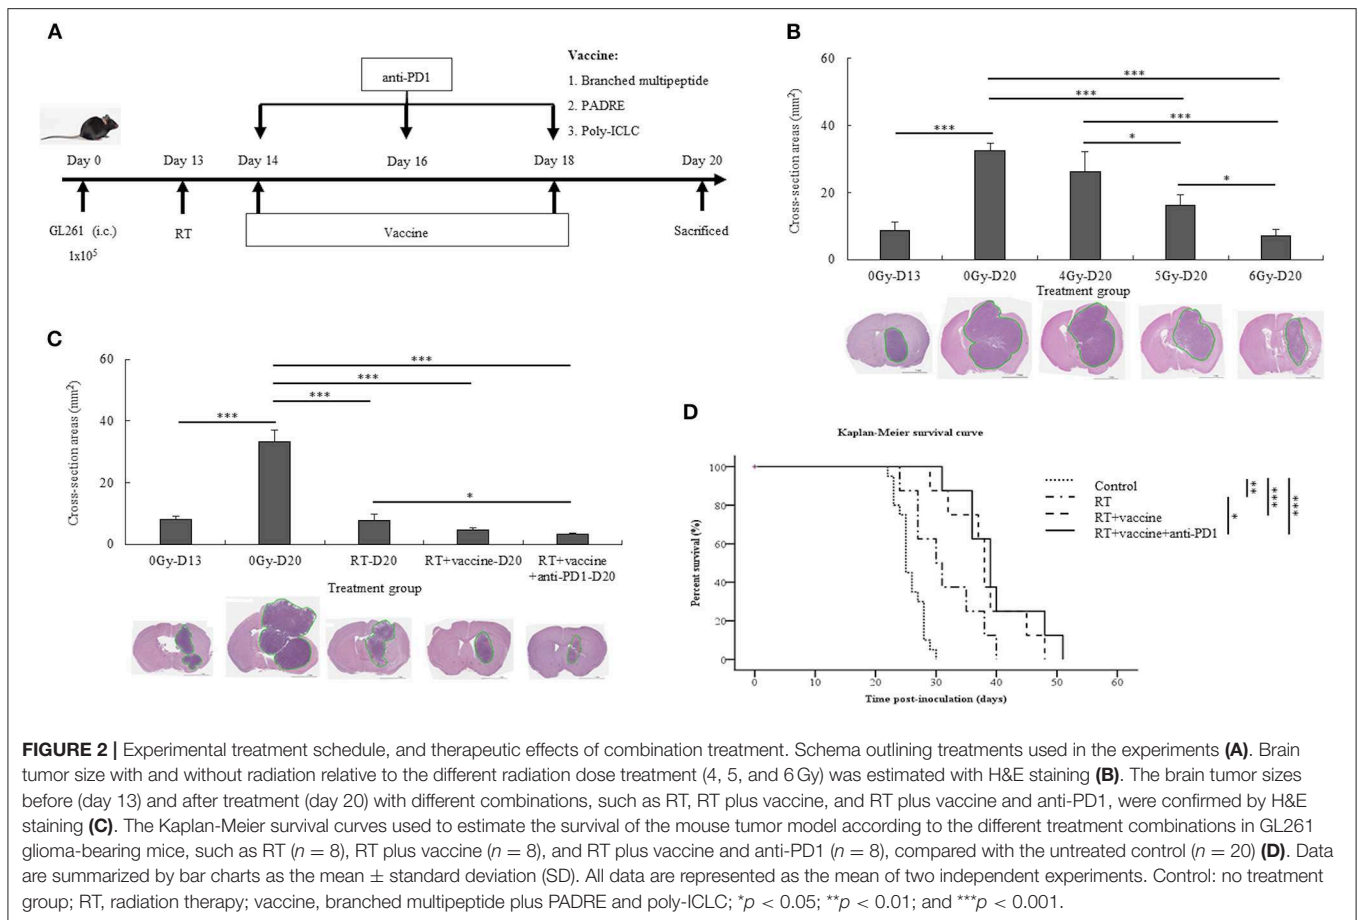 A
anti-PD1
Vaccine:
1. Branched multipeptide
2. PADRE
3. Poly-ICLC
Day 0
Day 13
Day 14
Day 16
Day 18
Day 20
GL261 (i.c.)
1x10⁵
RT
Vaccine
Sacrificed
B
Cross-section areas (mm²)
60
40
20
0
***
***
***
***
*
*
0Gy-D13
0Gy-D20
4Gy-D20
5Gy-D20
6Gy-D20
Treatment group
C
Cross-section areas (mm²)
60
40
20
0
***
***
***
***
*
0Gy-D13
0Gy-D20
RT-D20
RT+vaccine-D20
RT+vaccine
+anti-PD1-D20
Treatment group
D
Kaplan-Meier survival curve
Percent survival (%)
100
80
60
40
20
0
0
10
20
30
40
50
60
Time post-inoculation (days)
Control
RT
RT+vaccine
RT+vaccine+anti-PD1
*
**
***
***
FIGURE 2 | Experimental treatment schedule, and therapeutic effects of combination treatment. Schema outlining treatments used in the experiments (A). Brain
tumor size with and without radiation relative to the different radiation dose treatment (4, 5, and 6 Gy) was estimated with H&E staining (B). The brain tumor sizes
before (day 13) and after treatment (day 20) with different combinations, such as RT, RT plus vaccine, and RT plus vaccine and anti-PD1, were confirmed by H&E
staining (C). The Kaplan-Meier survival curves used to estimate the survival of the mouse tumor model according to the different treatment combinations in GL261
glioma-bearing mice, such as RT (n = 8), RT plus vaccine (n = 8), and RT plus vaccine and anti-PD1 (n = 8), compared with the untreated control (n = 20) (D). Data
are summarized by bar charts as the mean ± standard deviation (SD). All data are represented as the mean of two independent experiments. Control: no treatment
group; RT, radiation therapy; vaccine, branched multipeptide plus PADRE and poly-ICLC; *p < 0.05; **p < 0.01; and ***p < 0.001.